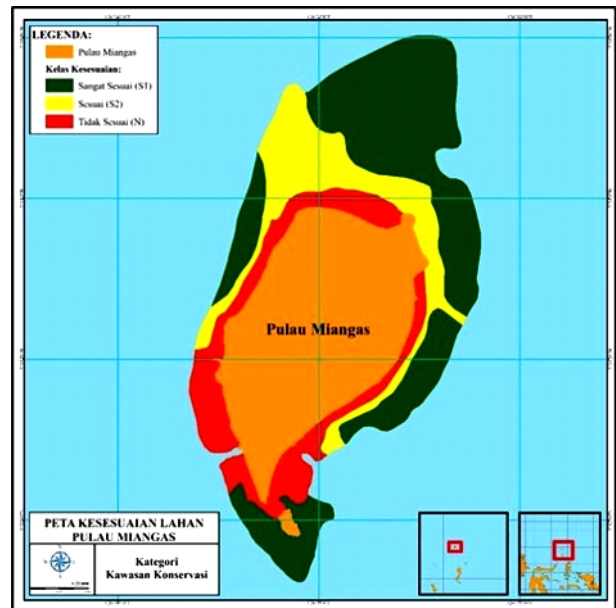 LEGENDA:
Pulau Miangas
Kelas Kesesuaian:
Sangat Sesuai (S1)
Sesuai (S2)
Tidak Sesuai (N)
Pulau Miangas
PETA KESESUAIAN LAHAN
PULAU MIANGAS
Kategori
Kawasan Konservasi